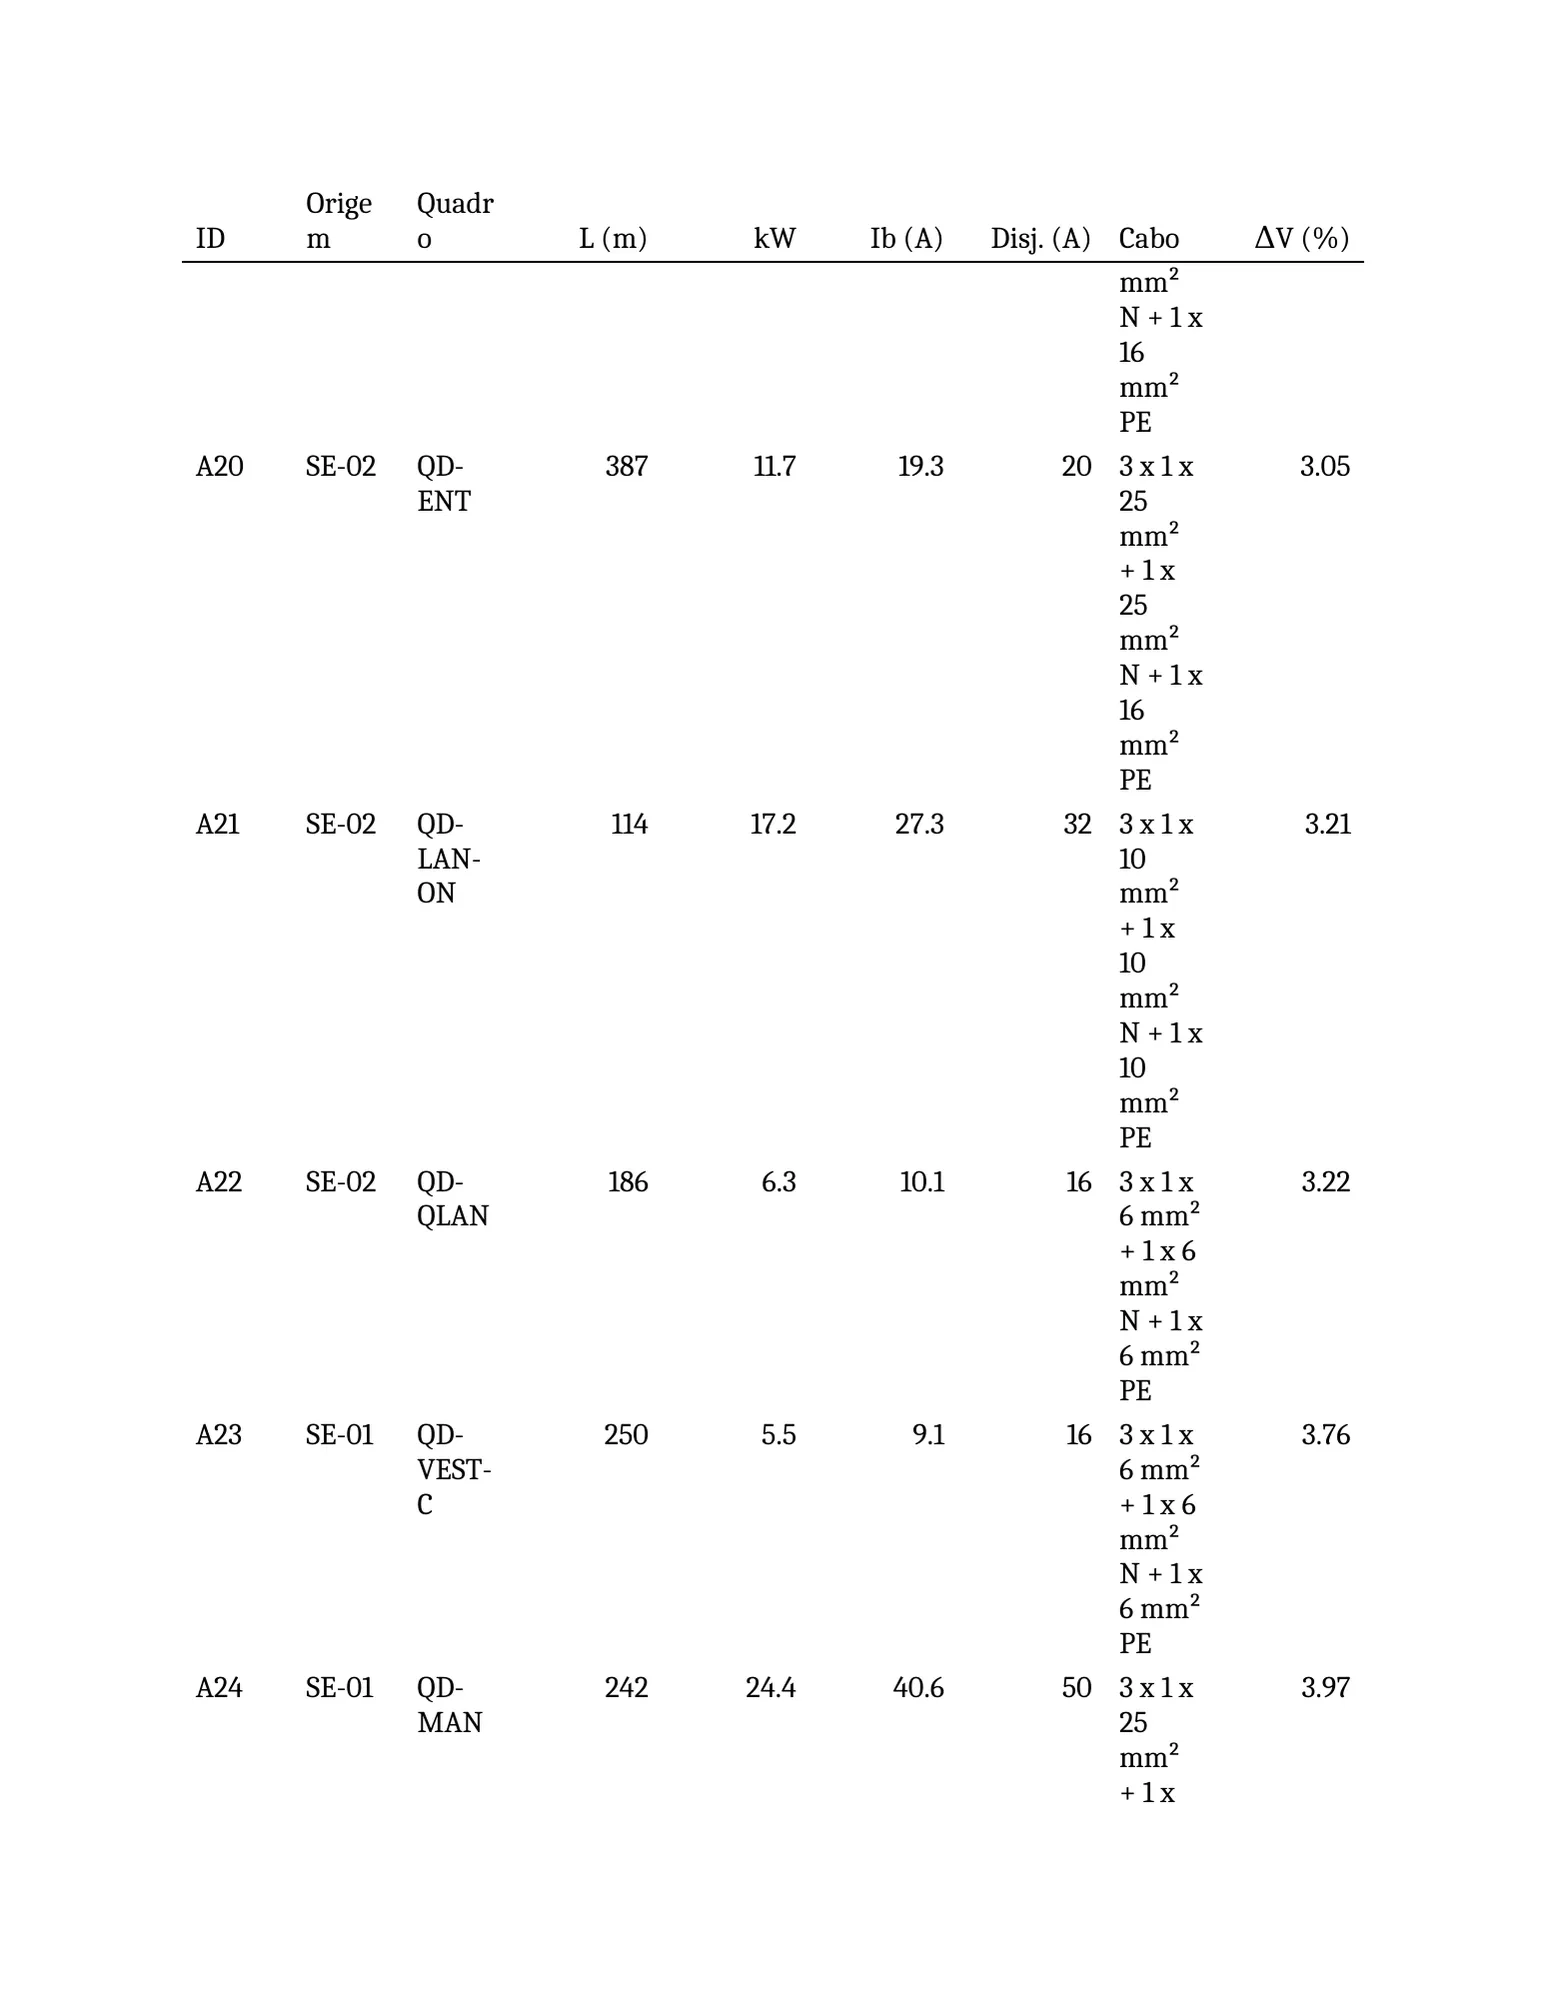 ID Orige
m Quadr
o L (m) kW Ib (A) Disj. (A) Cabo ΔV (%)
mm²
N + 1 x
16
mm²
PE
A20 SE-02 QD- 387 11.7 19.3 20 3 x 1 x 3.05
ENT 25
mm²
+ 1 x
25
mm²
N + 1 x
16
mm²
PE
A21 SE-02 QD- 114 17.2 27.3 32 3 x 1 x 3.21
LAN- 10
ON mm²
+ 1 x
10
mm²
N + 1 x
10
mm²
PE
A22 SE-02 QD- 186 6.3 10.1 16 3 x 1 x 3.22
QLAN 6 mm²
+ 1 x 6
mm²
N + 1 x
6 mm²
PE
A23 SE-01 QD- 250 5.5 9.1 16 3 x 1 x 3.76
VEST- 6 mm²
C + 1 x 6
mm²
N + 1 x
6 mm²
PE
A24 SE-01 QD- 242 24.4 40.6 50 3 x 1 x 3.97
MAN 25
mm²
+ 1 x